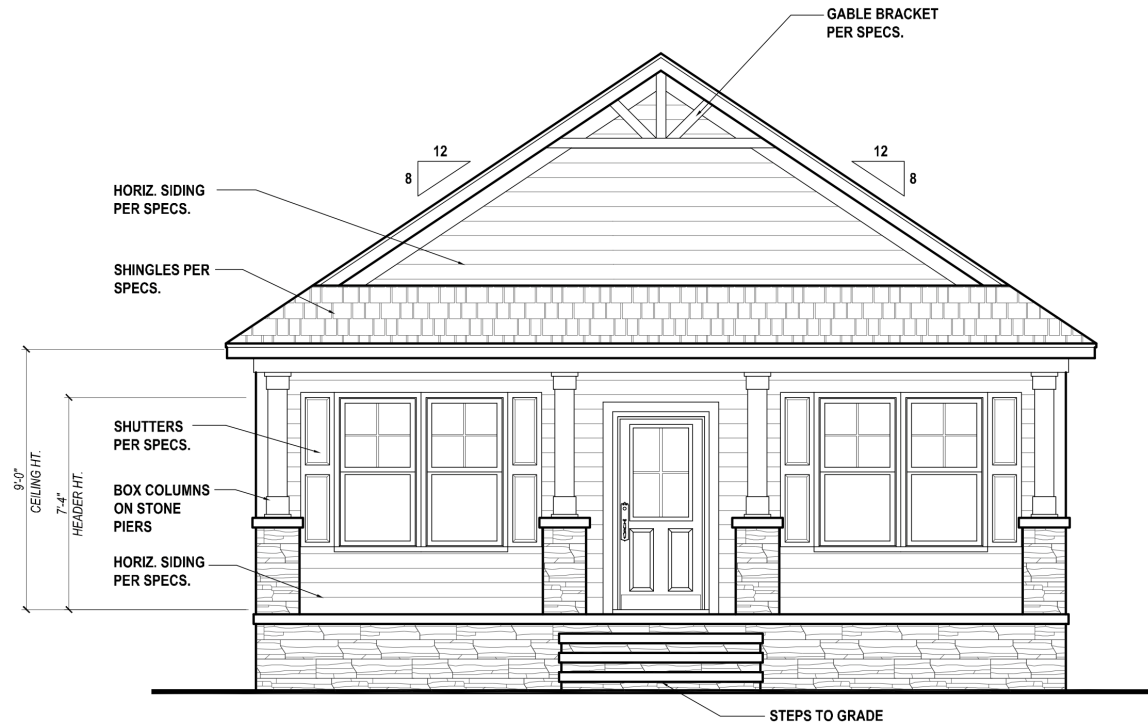 GABLE BRACKET
PER SPECS.
12
8
12
8
HORIZ. SIDING
PER SPECS.
SHINGLES PER
SPECS.
SHUTTERS
PER SPECS.
9'-0"
CEILING HT.
7'-4"
HEADER HT.
BOX COLUMNS
ON STONE
PIERS
HORIZ. SIDING
PER SPECS.
STEPS TO GRADE